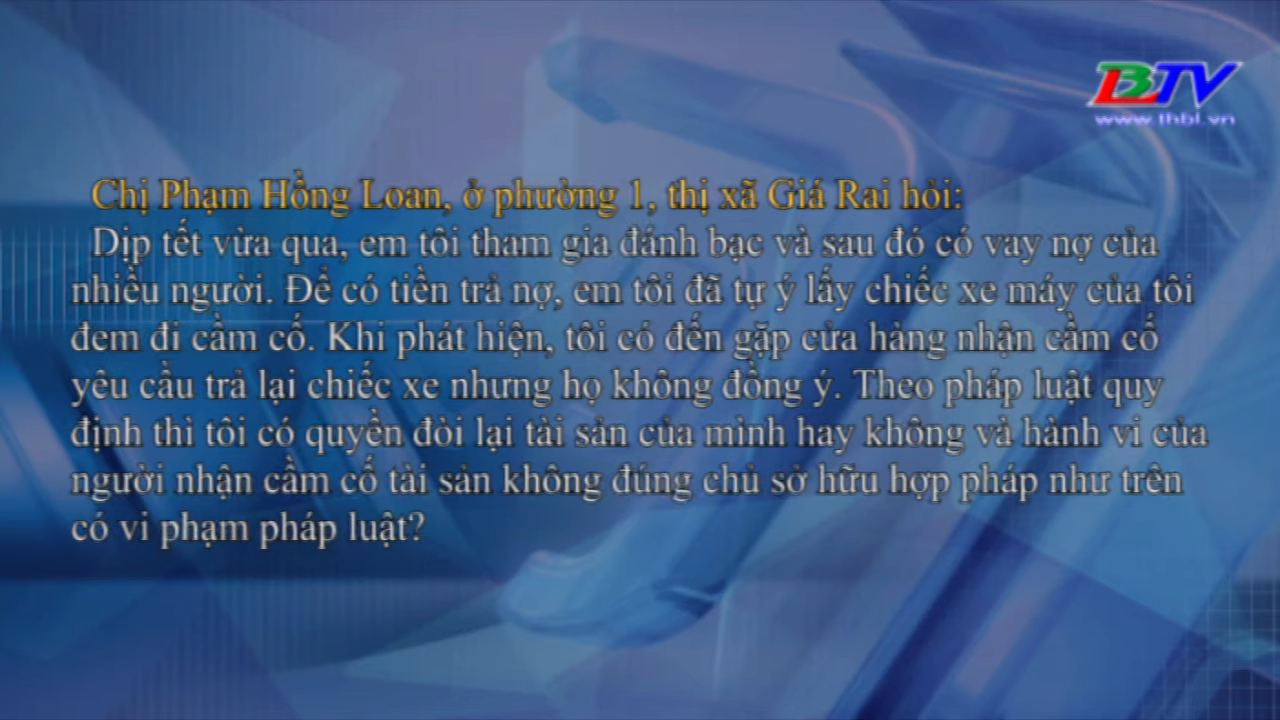 BLTV
www.thbl.vn
Chị Phạm Hồng Loan, ở phường 1, thị xã Giá Rai hỏi:
Dịp tết vừa qua, em tôi tham gia đánh bạc và sau đó có vay nợ của
nhiều người. Để có tiền trả nợ, em tôi đã tự ý lấy chiếc xe máy của tôi
đem đi cầm cố. Khi phát hiện, tôi có đến gặp cửa hàng nhận cầm cố
yêu cầu trả lại chiếc xe nhưng họ không đồng ý. Theo pháp luật quy
định thì tôi có quyền đòi lại tài sản của mình hay không và hành vi của
người nhận cầm cố tài sản không đúng chủ sở hữu hợp pháp như trên
có vi phạm pháp luật?